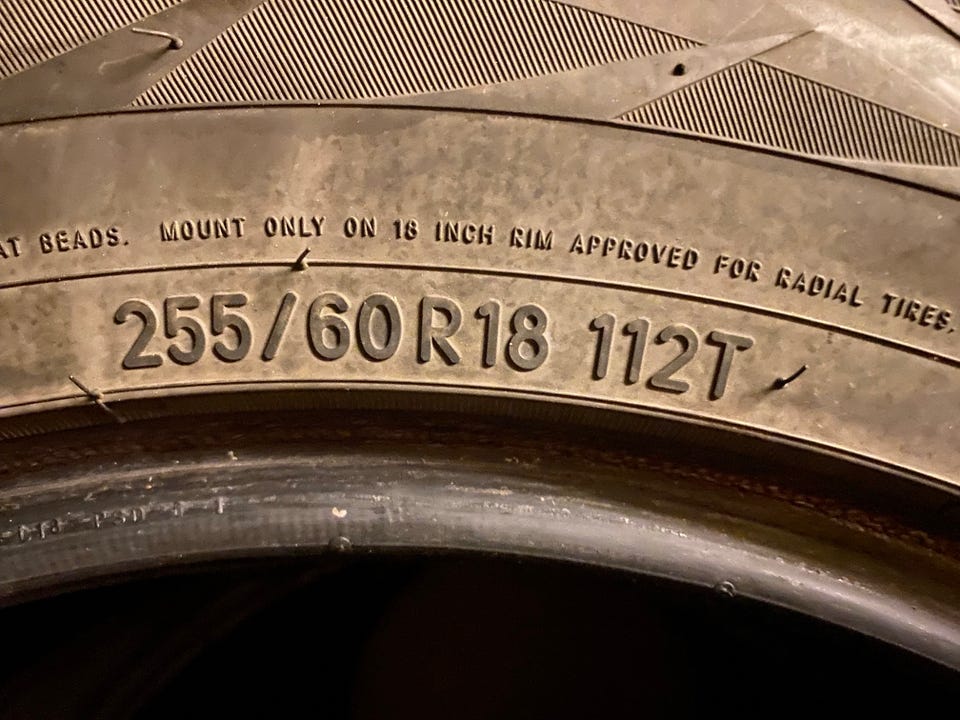 AT BEADS. MOUNT ONLY ON 18 INCH RIM APPROVED FOR RADIAL TIRES.
255/60R18 112T